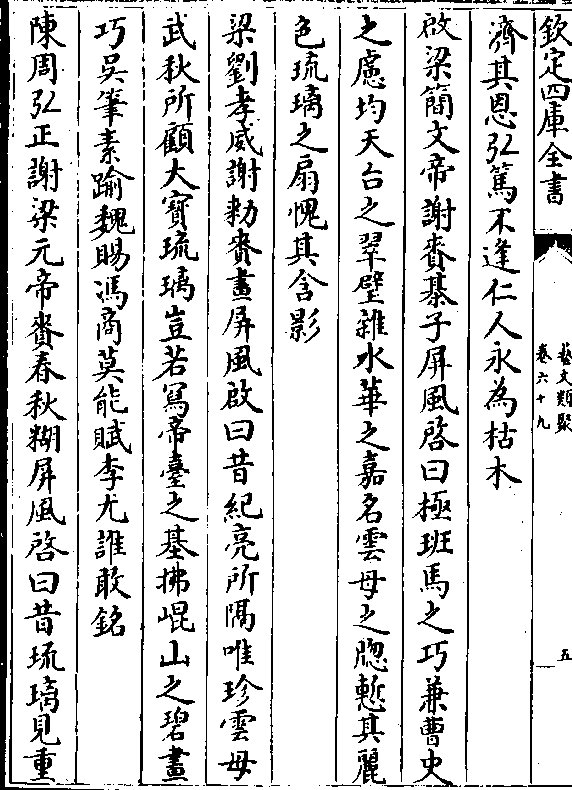 欽定四庫全書
藝文類聚
卷六十九
五
濟其恩弘篤不逢仁人永為枯木
啟梁簡文帝謝賚棊子屏風啓曰極班馬之巧兼曹史
之慮均天台之翠壁雜水華之嘉名雲母之牕慙其麗
色琉璃之扇愧其含影
梁劉孝威謝勑賚畫屏風啟曰昔紀亮所隔唯珍雲母
武秋所顧大寳琉璃豈若寫帝臺之基拂崐山之碧畫
巧吳筆素踰魏賜馮商莫能賦李尤誰敢銘
陳周弘正謝梁元帝賚春秋糊屏風啓曰昔琉璃見重